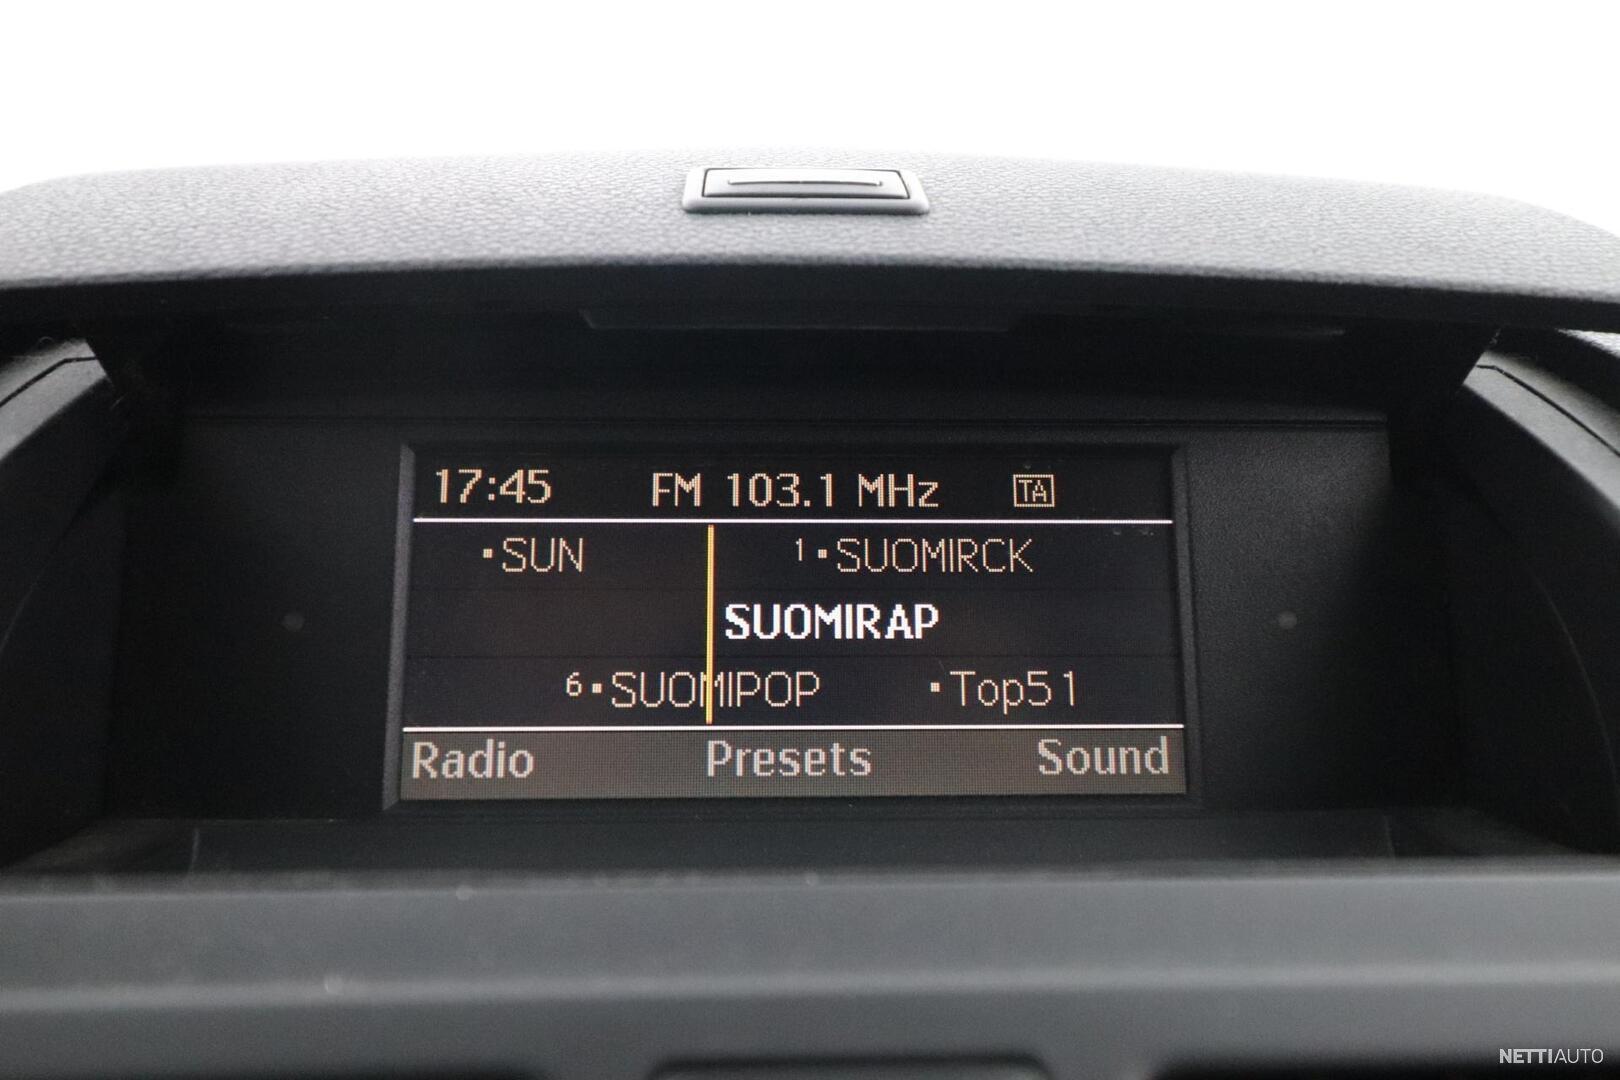 17:45 FM 103.1 MHz TA
SUN 1 SUOMIRCK
SUOMIRAP
6 SUOMIPOP Top51
Radio Presets Sound
NETTIAUTO